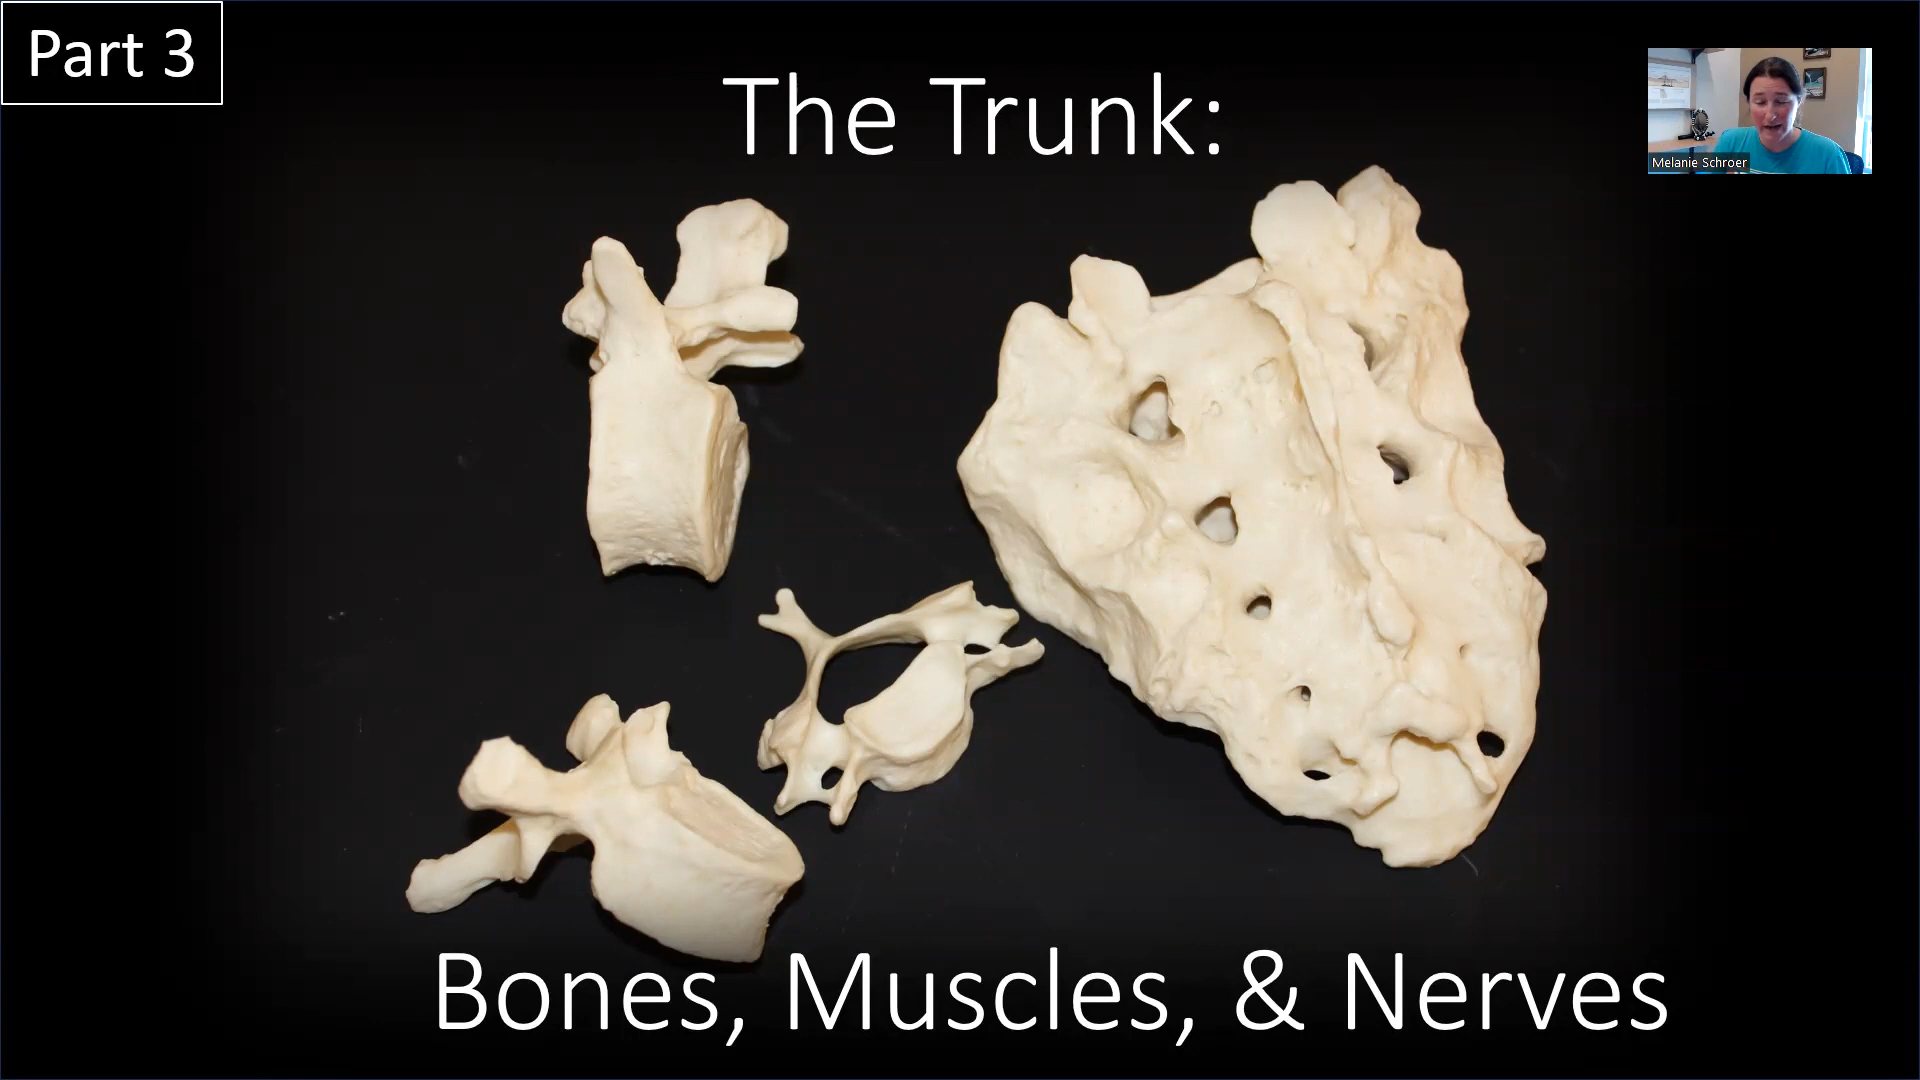 Part 3
The Trunk:
Melanie Schroer
Bones, Muscles, & Nerves